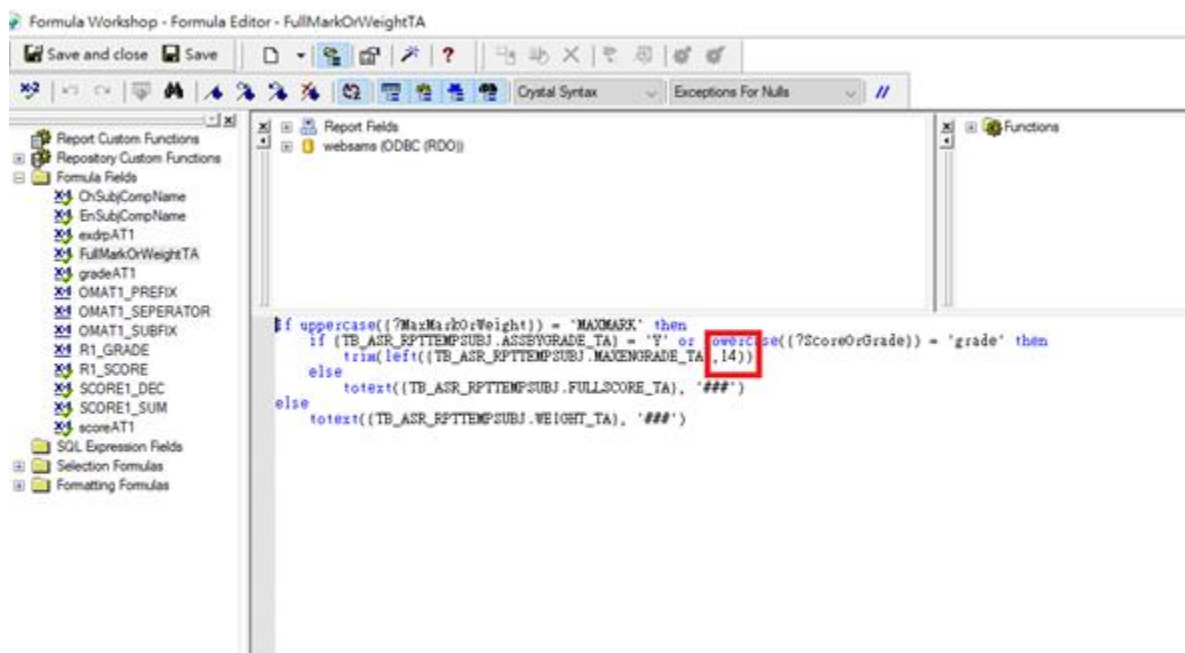 Formula Workshop - Formula Editor - FullMarkOrWeightTA
Save and close Save
Crystal Syntax Exceptions For Nulls
Report Custom Functions
Repository Custom Functions
Formula Fields
ChSubjCompName
EnSubjCompName
exdrpAT1
FullMarkOrWeightTA
gradeAT1
OMAT1_PREFIX
OMAT1_SEPERATOR
OMAT1_SUBFIX
R1_GRADE
R1_SCORE
SCORE1_DEC
SCORE1_SUM
scoreAT1
SQL Expression Fields
Selection Formulas
Formatting Formulas
Report Fields
websams (ODBC (RDO))
Functions
if uppercase({?MaxMarkOrWeight}) = 'MAXMARK' then
if {TB_ASR_RPTTEMPSUBJ.ASSBYGRADE_TA} = 'Y' or lowercase({?ScoreOrGrade}) = 'grade' then
trim(left({TB_ASR_RPTTEMPSUBJ.MAXENGRADE_TA},14))
else
totext({TB_ASR_RPTTEMPSUBJ.FULLSCORE_TA}, '###')
else
totext({TB_ASR_RPTTEMPSUBJ.WEIGHT_TA}, '###')